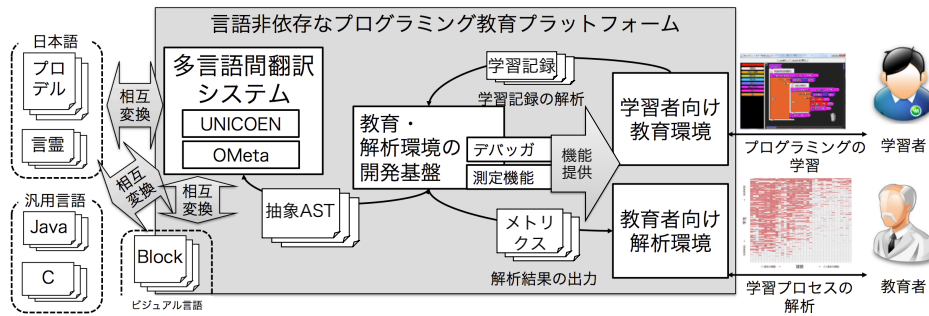 言語非依存なプログラミング教育プラットフォーム
日本語
プロ
デル
言霊
汎用言語
Java
C
相互
変換
相互
変換
相互
変換
Block
ビジュアル言語
多言語間翻訳
システム
UNICOEN
OMeta
抽象AST
学習記録
学習記録の解析
教育・
解析環境の
開発基盤
デバッガ
測定機能
機能
提供
メトリ
クス
解析結果の出力
学習者向け
教育環境
教育者向け
解析環境
プログラミングの
学習
学習者
学習プロセスの
解析
教育者